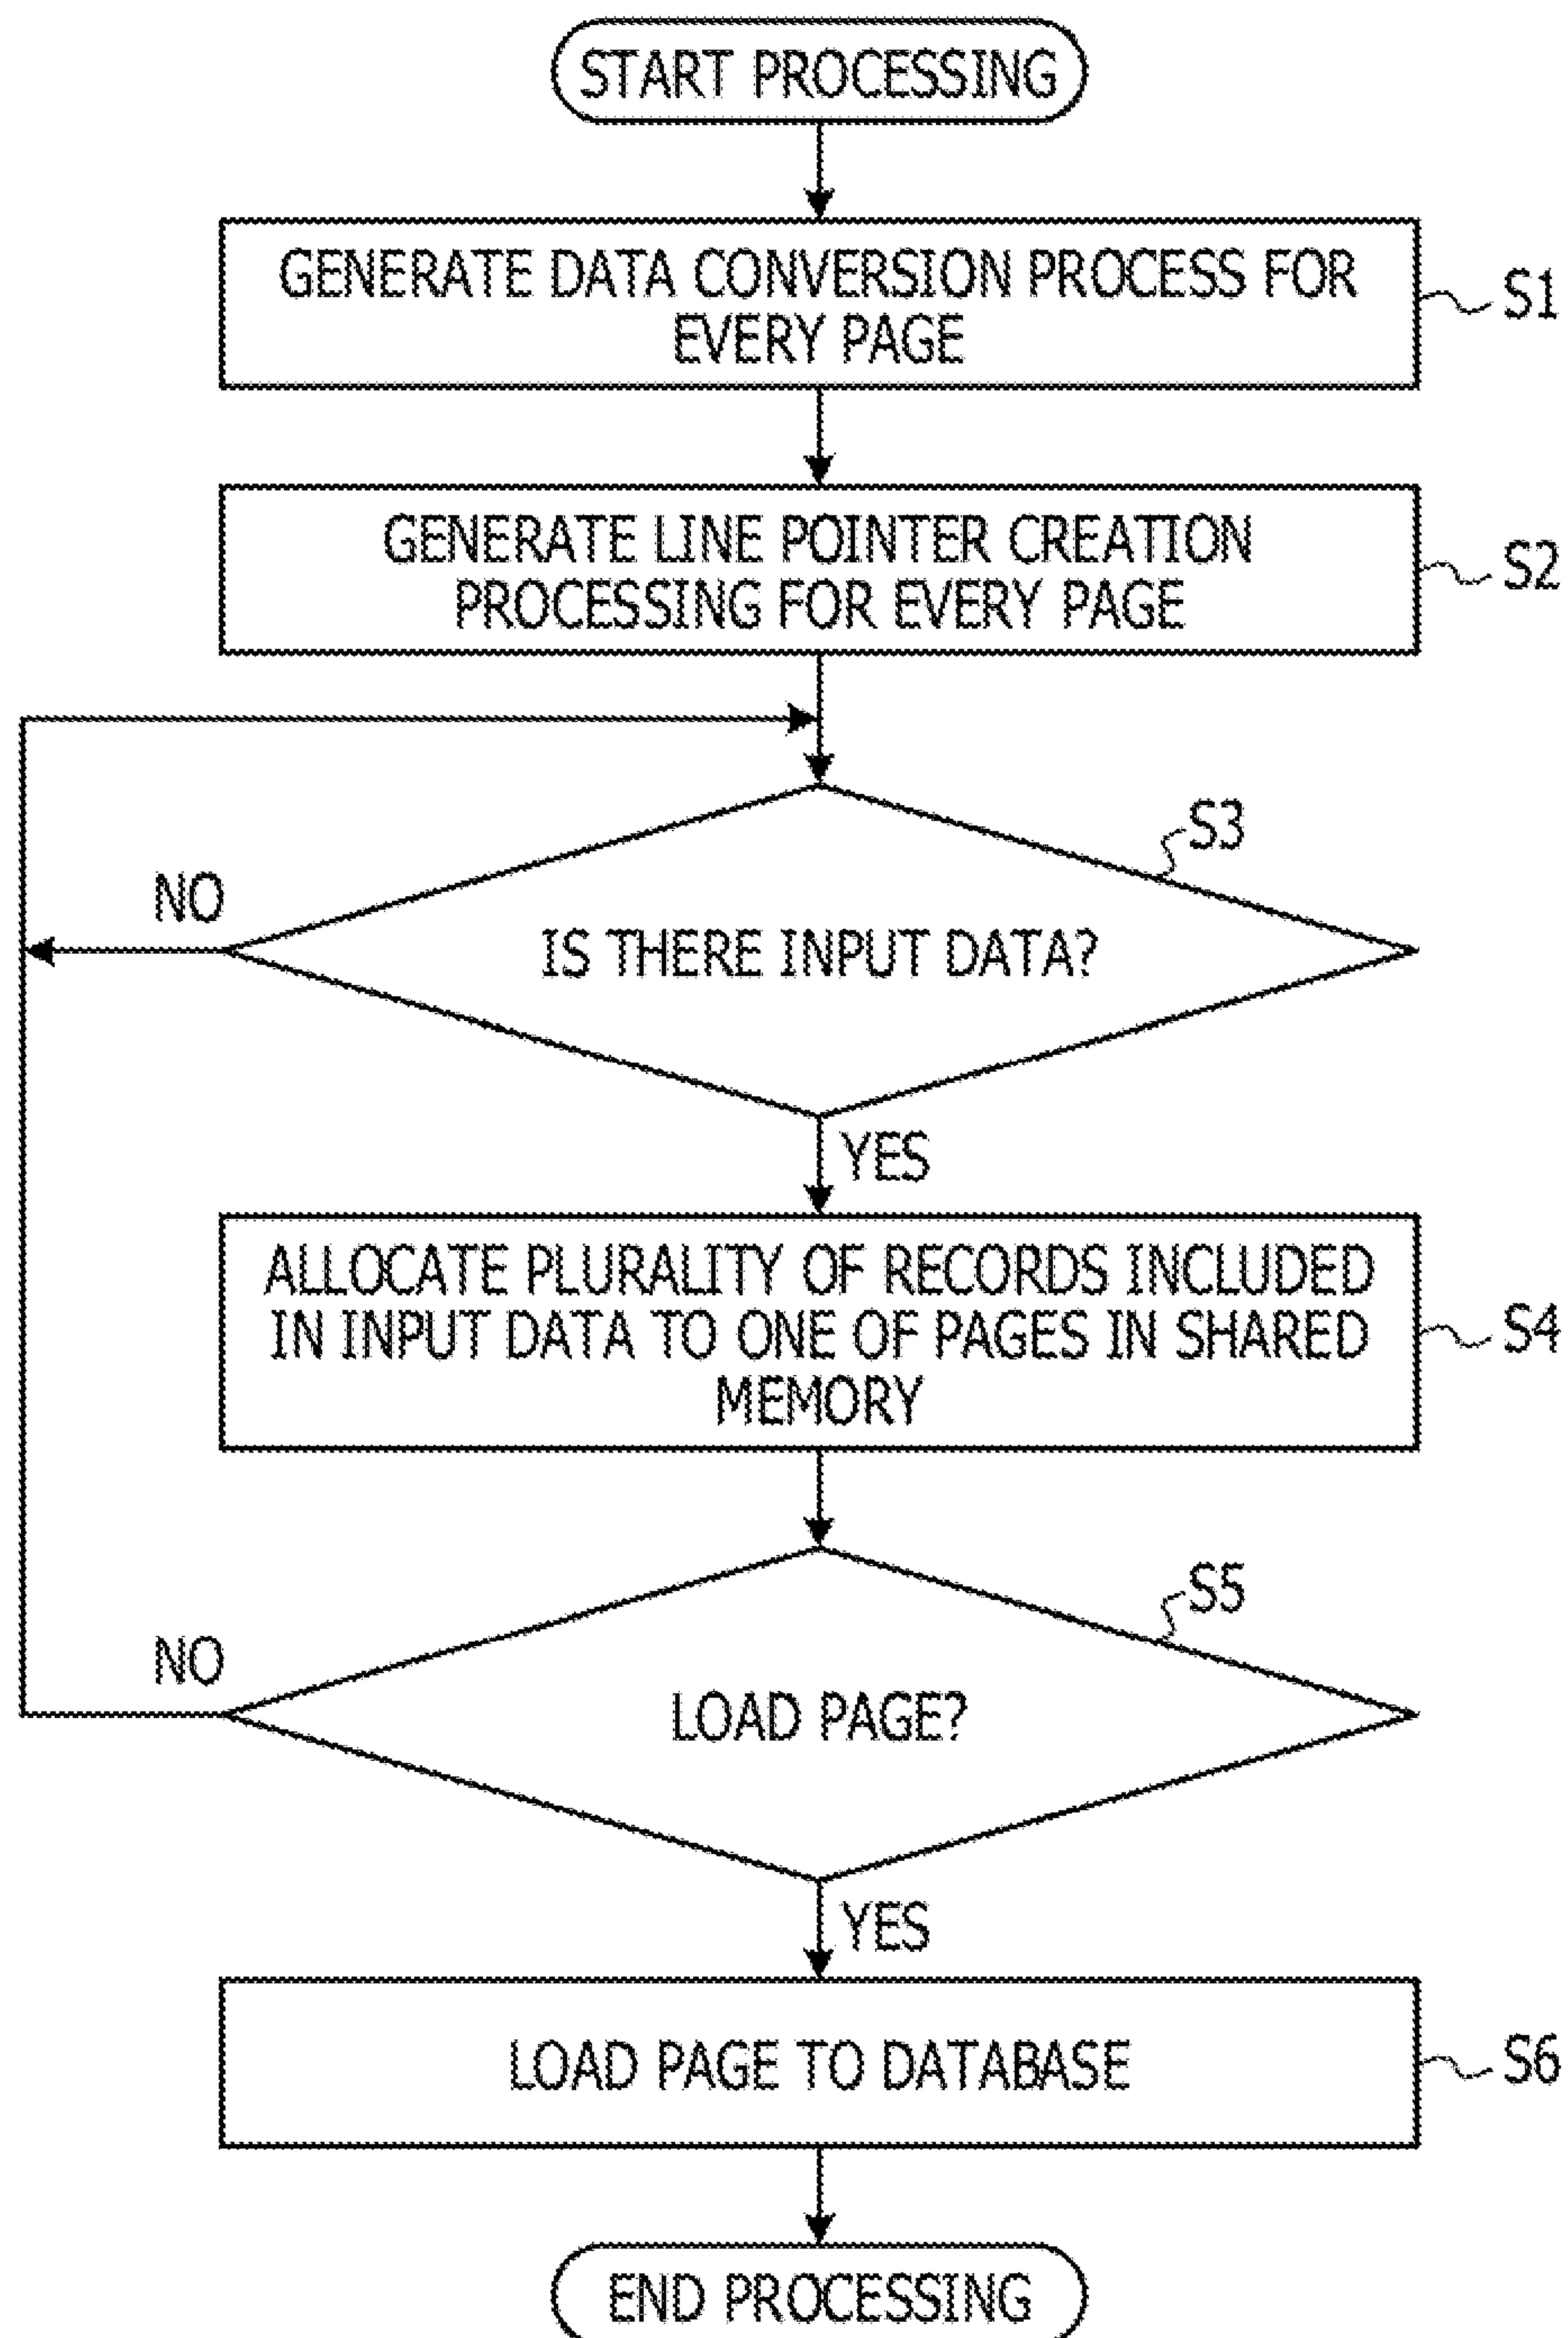 START PROCESSING
GENERATE DATA CONVERSION PROCESS FOR
EVERY PAGE
S1
GENERATE LINE POINTER CREATION
PROCESSING FOR EVERY PAGE
S2
S3
NO
IS THERE INPUT DATA?
YES
ALLOCATE PLURALITY OF RECORDS INCLUDED
IN INPUT DATA TO ONE OF PAGES IN SHARED
MEMORY
S4
S5
NO
LOAD PAGE?
YES
LOAD PAGE TO DATABASE
S6
END PROCESSING